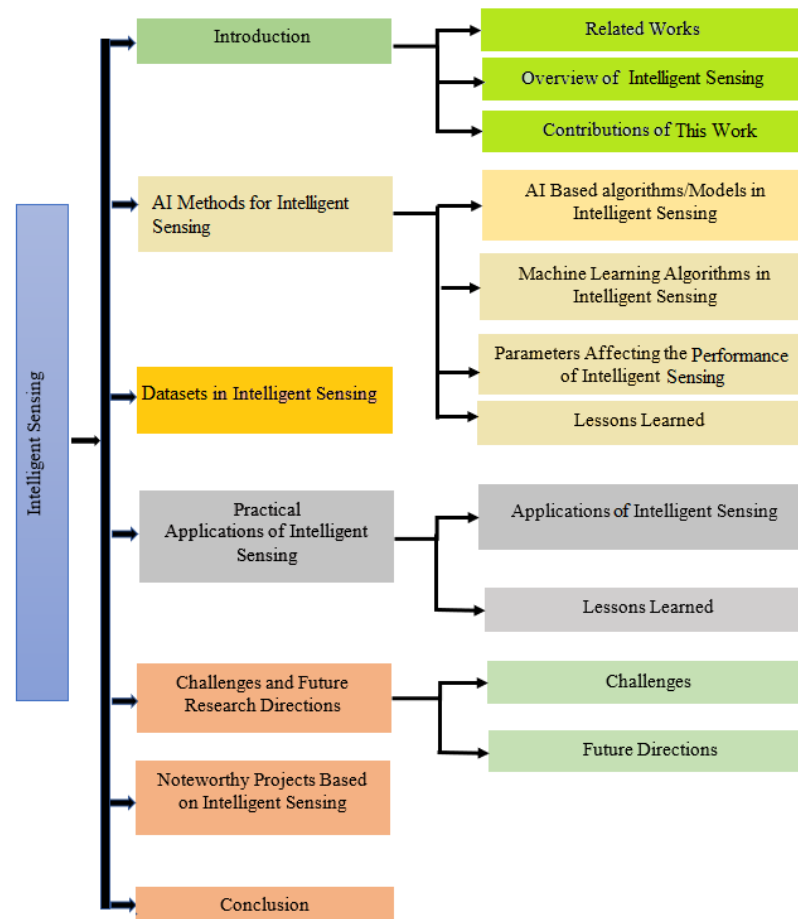 Intelligent Sensing
Introduction
Related Works
Overview of Intelligent Sensing
Contributions of This Work
AI Methods for Intelligent
Sensing
AI Based algorithms/Models in
Intelligent Sensing
Machine Learning Algorithms in
Intelligent Sensing
Parameters Affecting the Performance
of Intelligent Sensing
Lessons Learned
Datasets in Intelligent Sensing
Practical
Applications of Intelligent
Sensing
Applications of Intelligent Sensing
Lessons Learned
Challenges and Future
Research Directions
Challenges
Future Directions
Noteworthy Projects Based
on Intelligent Sensing
Conclusion